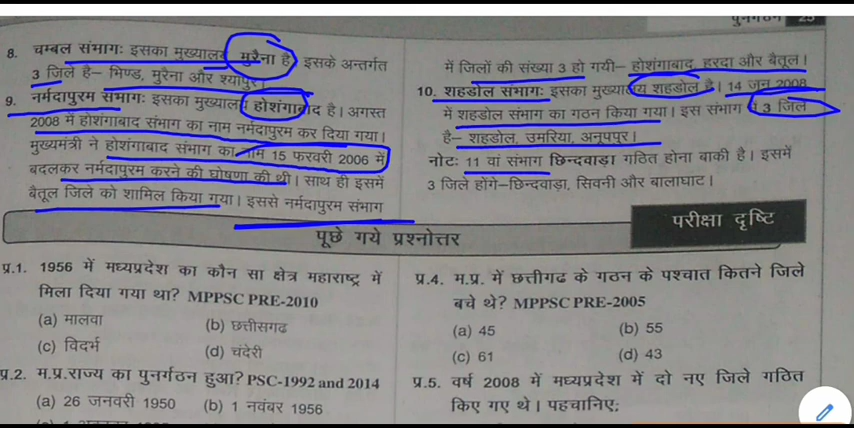 पुनर्गठन 25
8. चम्बल संभागः इसका मुख्यालय मुरैना है, इसके अन्तर्गत
3 जिले है– भिण्ड, मुरैना और श्यापुर।
9. नर्मदापुरम संभागः इसका मुख्यालय होशंगाबाद है। अगस्त
2008 में होशंगाबाद संभाग का नाम नर्मदापुरम कर दिया गया।
मुख्यमंत्री ने होशंगाबाद संभाग का नाम 15 फरवरी 2006 में
बदलकर नर्मदापुरम करने की घोषणा की थी। साथ ही इसमें
बैतूल जिले को शामिल किया गया। इससे नर्मदापुरम संभाग
में जिलों की संख्या 3 हो गयी– होशंगाबाद, हरदा और बैतूल।
10. शहडोल संभागः इसका मुख्यालय शहडोल है। 14 जून 2008
में शहडोल संभाग का गठन किया गया। इस संभाग में 3 जिले
है– शहडोल, उमरिया, अनूपपुर।
नोटः 11 वां संभाग छिन्दवाड़ा गठित होना बाकी है। इसमें
3 जिले होंगे–छिन्दवाड़ा, सिवनी और बालाघाट।
परीक्षा दृष्टि
पूछे गये प्रश्नोत्तर
प्र.1. 1956 में मध्यप्रदेश का कौन सा क्षेत्र महाराष्ट्र में
मिला दिया गया था? MPPSC PRE-2010
(a) मालवा (b) छत्तीसगढ
(c) विदर्भ (d) चंदेरी
प्र.2. म.प्र.राज्य का पुनर्गठन हुआ? PSC-1992 and 2014
(a) 26 जनवरी 1950 (b) 1 नवंबर 1956
प्र.4. म.प्र. में छत्तीगढ के गठन के पश्चात कितने जिले
बचे थे? MPPSC PRE-2005
(a) 45 (b) 55
(c) 61 (d) 43
प्र.5. वर्ष 2008 में मध्यप्रदेश में दो नए जिले गठित
किए गए थे। पहचानिए: